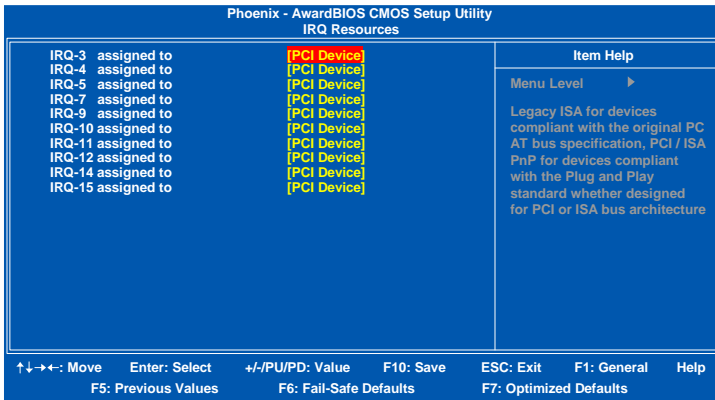 Phoenix - AwardBIOS CMOS Setup Utility
IRQ Resources
IRQ-3 assigned to [PCI Device]
IRQ-4 assigned to [PCI Device]
IRQ-5 assigned to [PCI Device]
IRQ-7 assigned to [PCI Device]
IRQ-9 assigned to [PCI Device]
IRQ-10 assigned to [PCI Device]
IRQ-11 assigned to [PCI Device]
IRQ-12 assigned to [PCI Device]
IRQ-14 assigned to [PCI Device]
IRQ-15 assigned to [PCI Device]
Item Help
Menu Level
Legacy ISA for devices
compliant with the original PC
AT bus specification, PCI / ISA
PnP for devices compliant
with the Plug and Play
standard whether designed
for PCI or ISA bus architecture
↑↓→←: Move Enter: Select +/-/PU/PD: Value F10: Save ESC: Exit F1: General Help
F5: Previous Values F6: Fail-Safe Defaults F7: Optimized Defaults